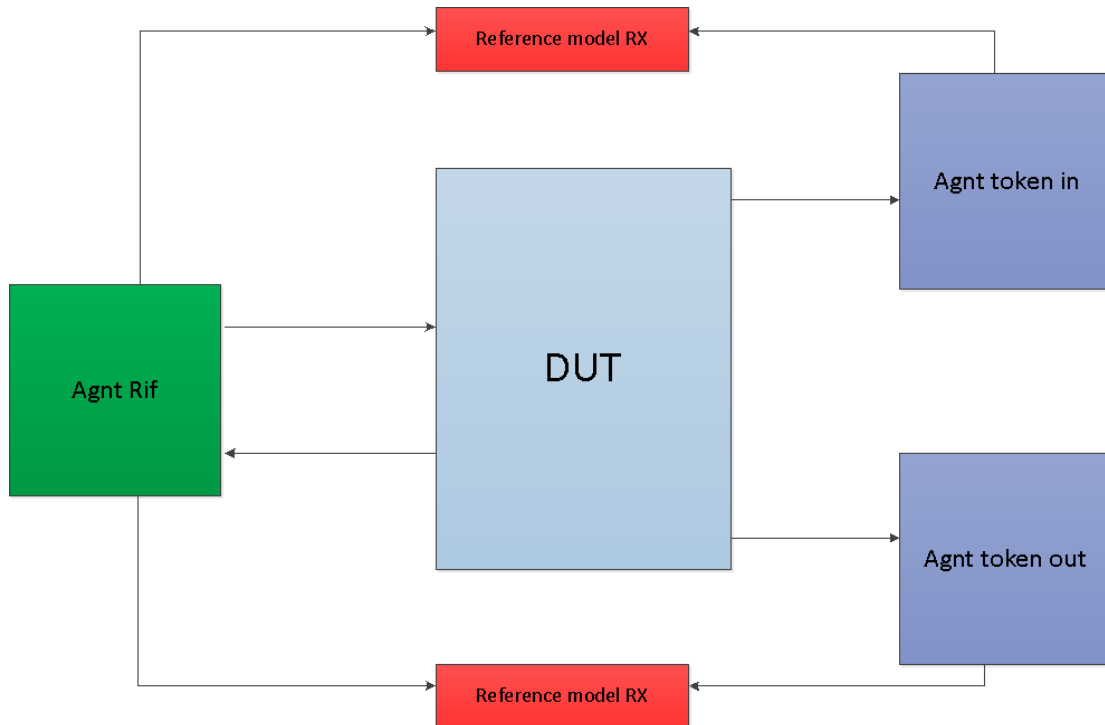 Reference model RX
Agnt token in
DUT
Agnt Rif
Agnt token out
Reference model RX